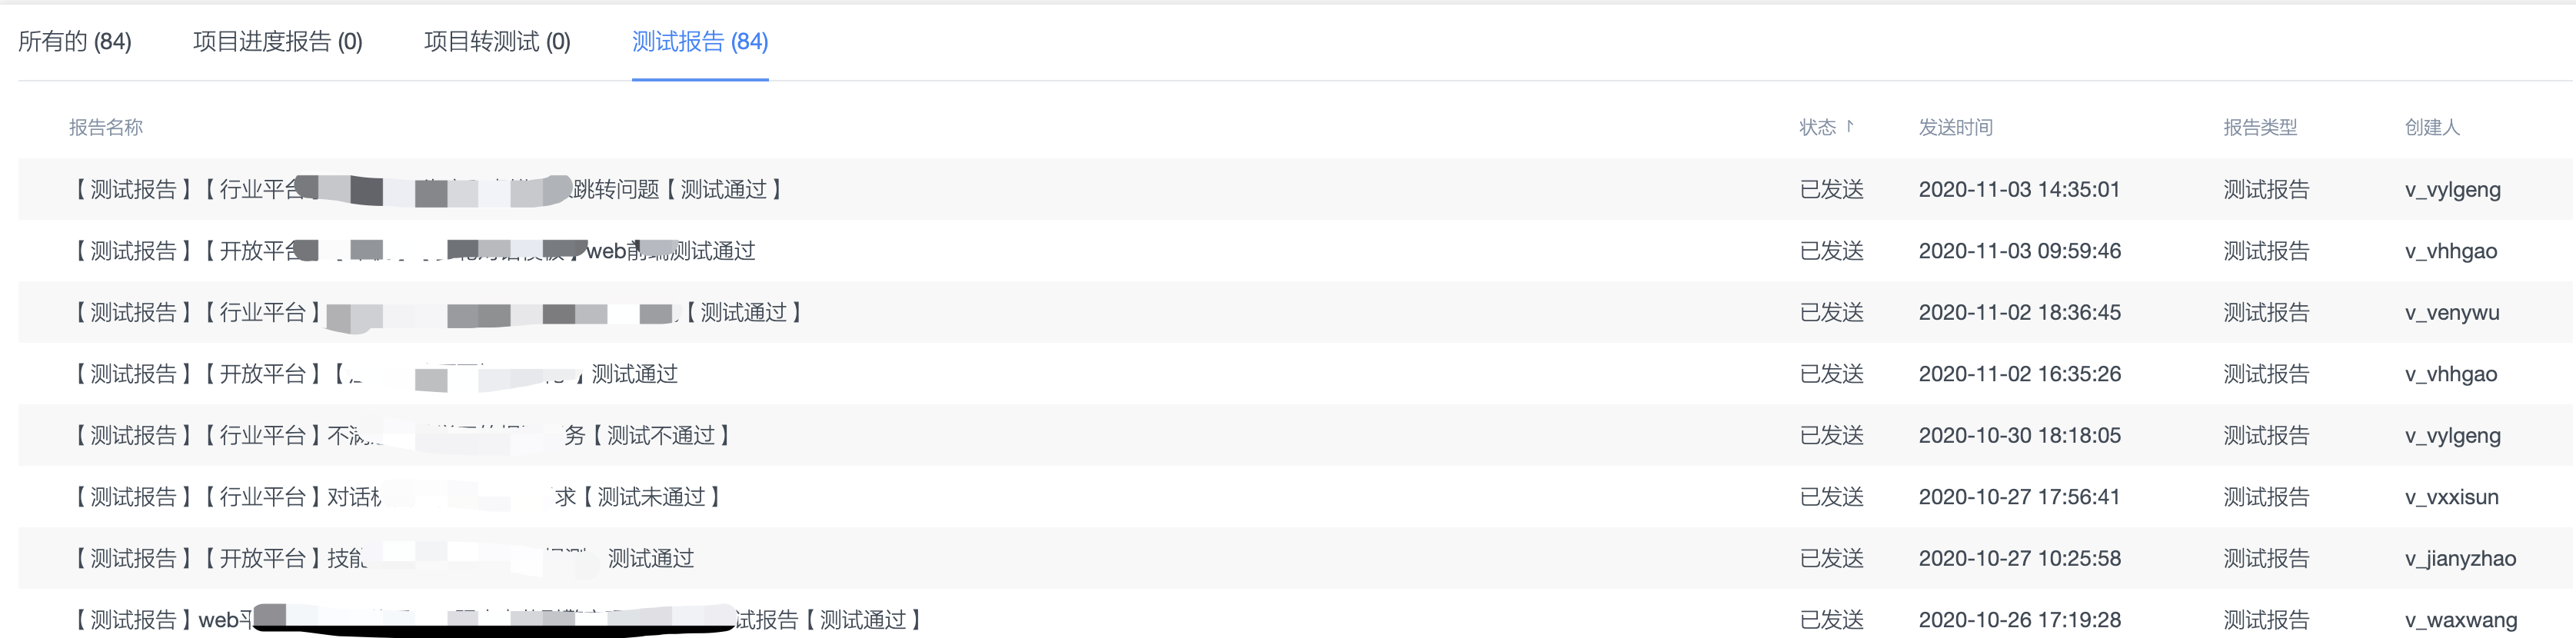 所有的 (84) 项目进度报告 (0) 项目转测试 (0) 测试报告 (84)
报告名称 状态 发送时间 报告类型 创建人
【测试报告】【行业平台 跳转问题【测试通过】 已发送 2020-11-03 14:35:01 测试报告 v_vylgeng
【测试报告】【开放平台 web前端测试通过 已发送 2020-11-03 09:59:46 测试报告 v_vhhgao
【测试报告】【行业平台】 【测试通过】 已发送 2020-11-02 18:36:45 测试报告 v_venywu
【测试报告】【开放平台】【 】测试通过 已发送 2020-11-02 16:35:26 测试报告 v_vhhgao
【测试报告】【行业平台】不满 务【测试不通过】 已发送 2020-10-30 18:18:05 测试报告 v_vylgeng
【测试报告】【行业平台】对话 求【测试未通过】 已发送 2020-10-27 17:56:41 测试报告 v_vxxisun
【测试报告】【开放平台】技能 测试通过 已发送 2020-10-27 10:25:58 测试报告 v_jianyzhao
【测试报告】web 试报告【测试通过】 已发送 2020-10-26 17:19:28 测试报告 v_waxwang